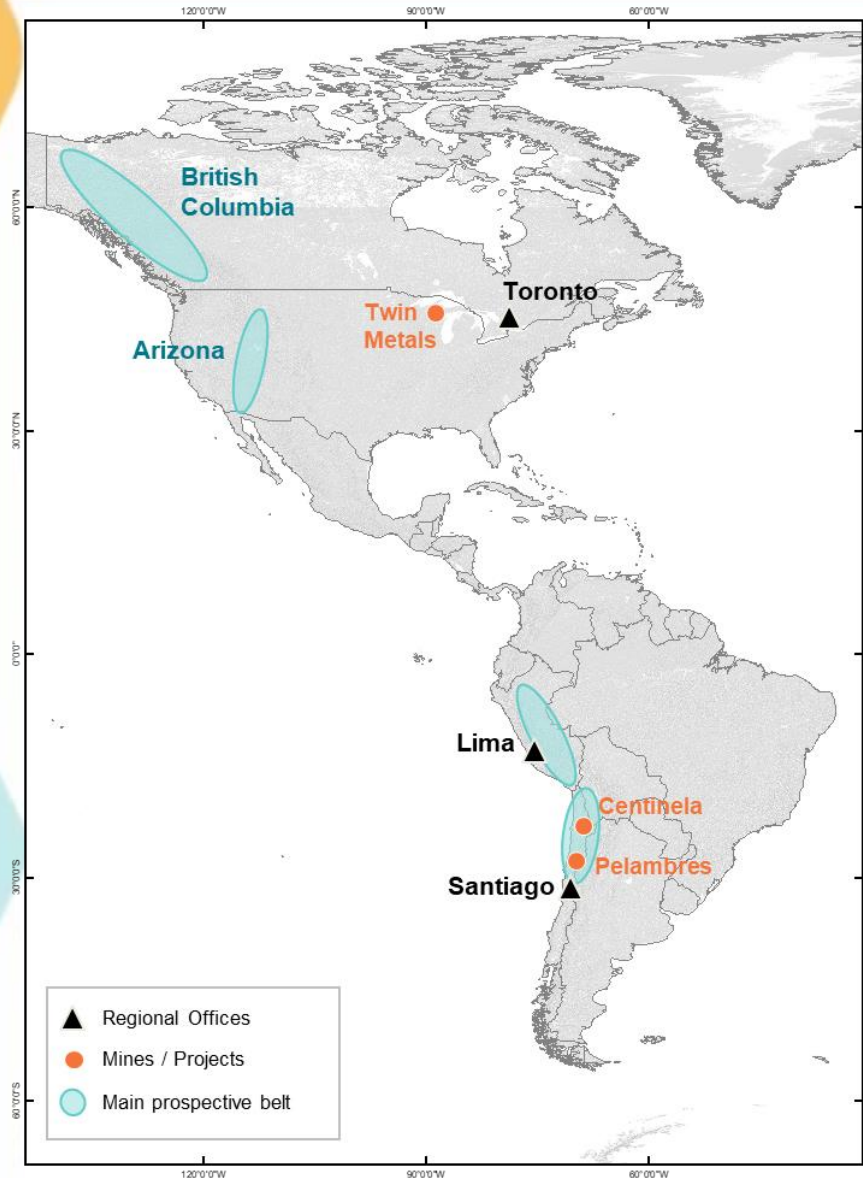 120°0'0"W
90°0'0"W
60°0'0"W
British
Columbia
60°0'0"N
Toronto
Twin
Metals
Arizona
30°0'0"N
0°0'0"
Lima
Centinela
Pelambres
30°0'0"S
Santiago
Regional Offices
Mines / Projects
Main prospective belt
60°0'0"S
120°0'0"W
90°0'0"W
60°0'0"W